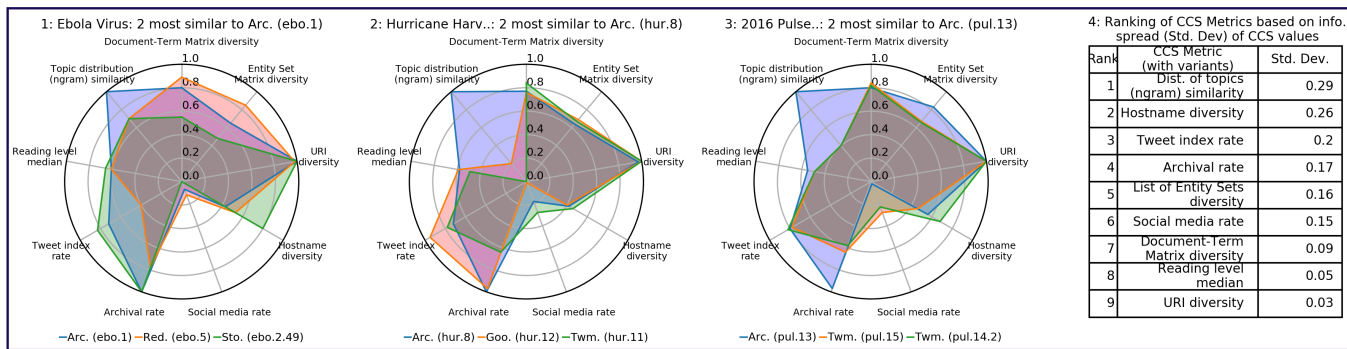 1: Ebola Virus: 2 most similar to Arc. (ebo.1)
Document-Term Matrix diversity
Entity Set
Matrix diversity
URI
diversity
Hostname
diversity
Social media rate
Archival rate
Tweet index
rate
Reading level
median
Topic distribution
(ngram) similarity
1.0
0.8
0.6
0.4
0.2
0.0
Arc. (ebo.1) Red. (ebo.5) Sto. (ebo.2.49)
2: Hurricane Harv..: 2 most similar to Arc. (hur.8)
Document-Term Matrix diversity
Entity Set
Matrix diversity
URI
diversity
Hostname
diversity
Social media rate
Archival rate
Tweet index
rate
Reading level
median
Topic distribution
(ngram) similarity
1.0
0.8
0.6
0.4
0.2
0.0
Arc. (hur.8) Goo. (hur.12) Twm. (hur.11)
3: 2016 Pulse..: 2 most similar to Arc. (pul.13)
Document-Term Matrix diversity
Entity Set
Matrix diversity
URI
diversity
Hostname
diversity
Social media rate
Archival rate
Tweet index
rate
Reading level
median
Topic distribution
(ngram) similarity
1.0
0.8
0.6
0.4
0.2
0.0
Arc. (pul.13) Twm. (pul.15) Twm. (pul.14.2)
4: Ranking of CCS Metrics based on info.
spread (Std. Dev) of CCS values
Rank CCS Metric
(with variants) Std. Dev.
1 Dist. of topics
(ngram) similarity 0.29
2 Hostname diversity 0.26
3 Tweet index rate 0.2
4 Archival rate 0.17
5 List of Entity Sets
diversity 0.16
6 Social media rate 0.15
7 Document-Term
Matrix diversity 0.09
8 Reading level
median 0.05
9 URI diversity 0.03